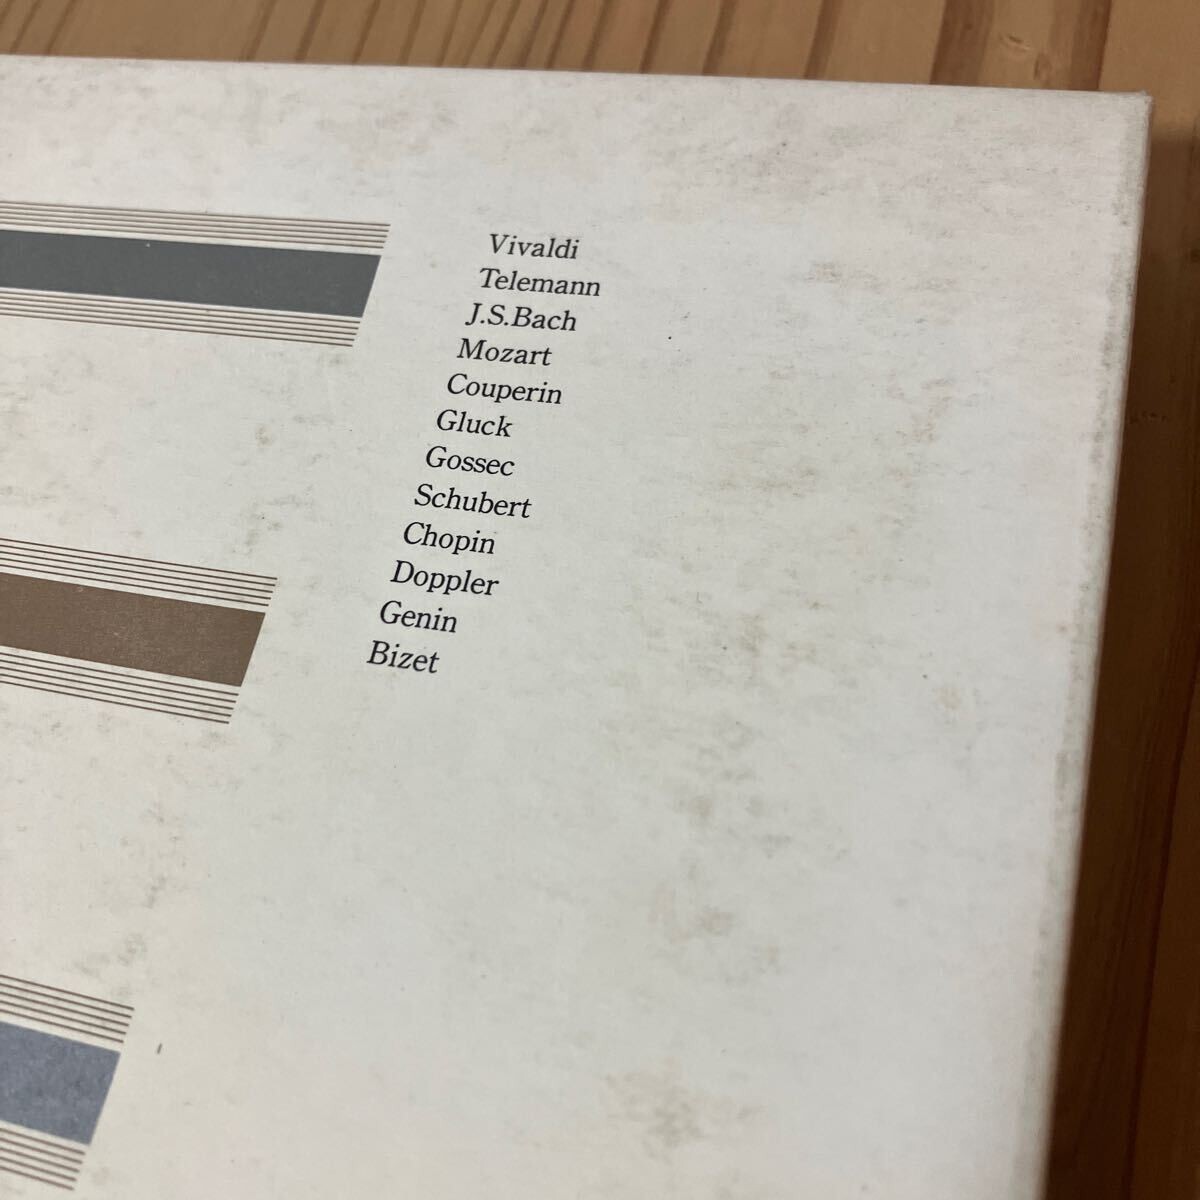 Vivaldi
Telemann
J.S.Bach
Mozart
Couperin
Gluck
Gossec
Schubert
Chopin
Doppler
Genin
Bizet